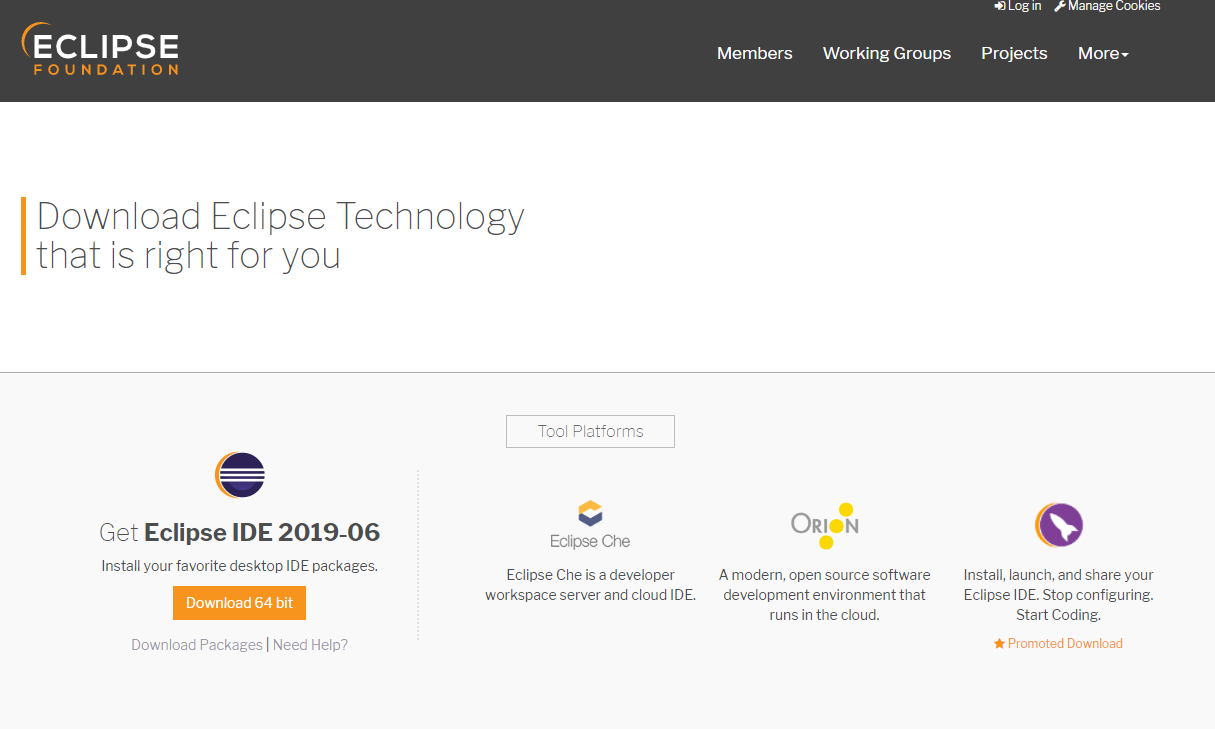 Log in Manage Cookies
ECLIPSE
FOUNDATION
Members Working Groups Projects More
Download Eclipse Technology
that is right for you
Tool Platforms
Get Eclipse IDE 2019-06
Install your favorite desktop IDE packages.
Download 64 bit
Download Packages | Need Help?
Eclipse Che
Eclipse Che is a developer
workspace server and cloud IDE.
ORION
A modern, open source software
development environment that
runs in the cloud.
Install, launch, and share your
Eclipse IDE. Stop configuring.
Start Coding.
Promoted Download